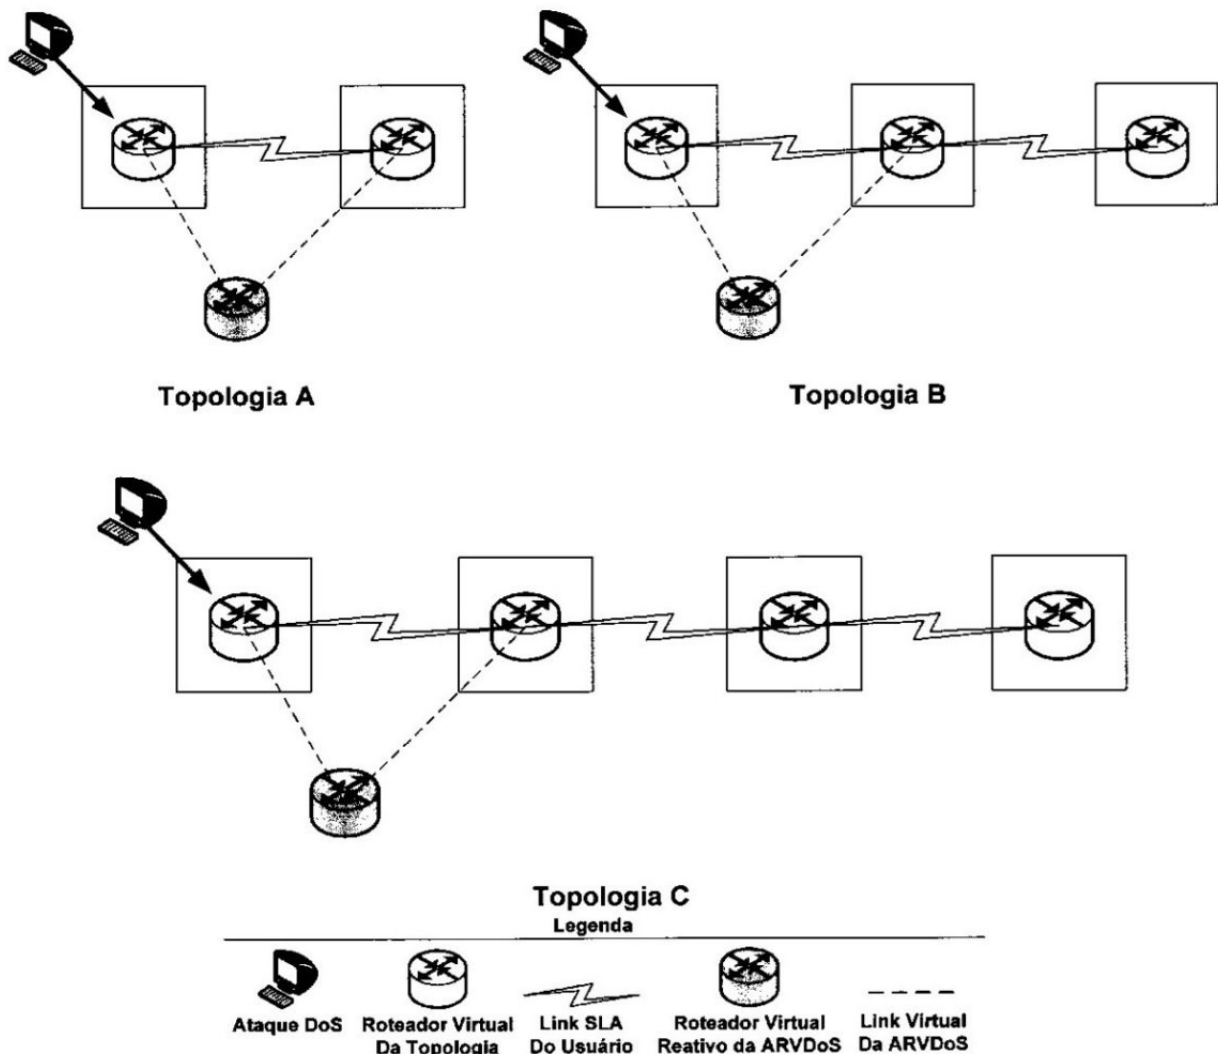 Topologia A
Topologia B
Topologia C
Legenda
Ataque DoS
Roteador Virtual
Da Topologia
Link SLA
Do Usuário
Roteador Virtual
Reativo da ARVDoS
Link Virtual
Da ARVDoS